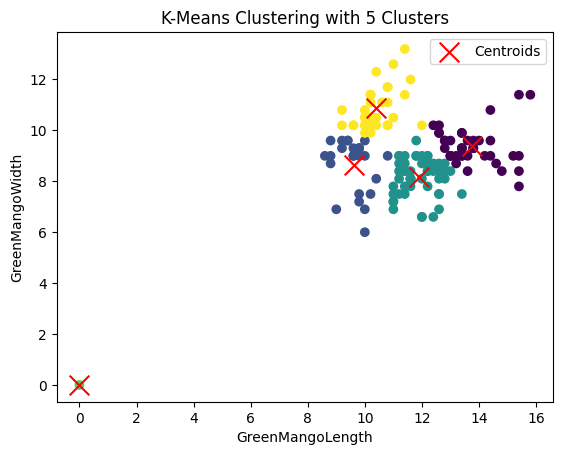 K-Means Clustering with 5 Clusters
Centroids
GreenMangoWidth
12
10
8
6
4
2
0
0 2 4 6 8 10 12 14 16
GreenMangoLength